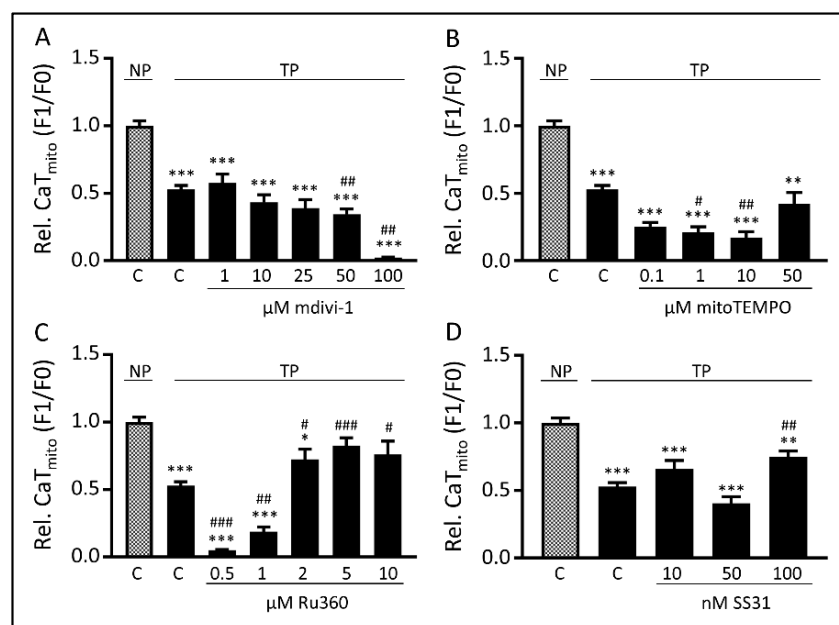 A
Rel. CaTmito (F1/F0)
1.5
1.0
0.5
0.0
NP TP
***
***
***
***
##
***
##
***
C C 1 10 25 50 100
µM mdivi-1
B
Rel. CaTmito (F1/F0)
1.5
1.0
0.5
0.0
NP TP
***
***
#
***
##
***
**
C C 0.1 1 10 50
µM mitoTEMPO
C
Rel. CaTmito (F1/F0)
1.5
1.0
0.5
0.0
NP TP
***
###
***
##
***
#
*
###
#
C C 0.5 1 2 5 10
µM Ru360
D
Rel. CaTmito (F1/F0)
1.5
1.0
0.5
0.0
NP TP
***
***
***
##
**
C C 10 50 100
nM SS31